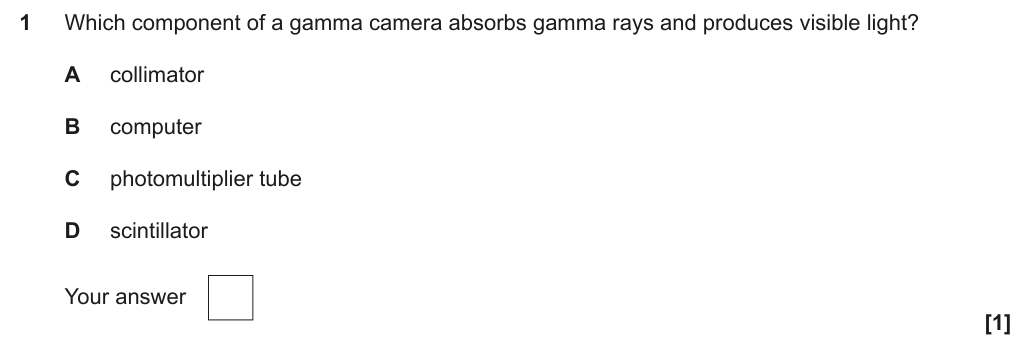 1 Which component of a gamma camera absorbs gamma rays and produces visible light?
A collimator
B computer
C photomultiplier tube
D scintillator
Your answer
[1]